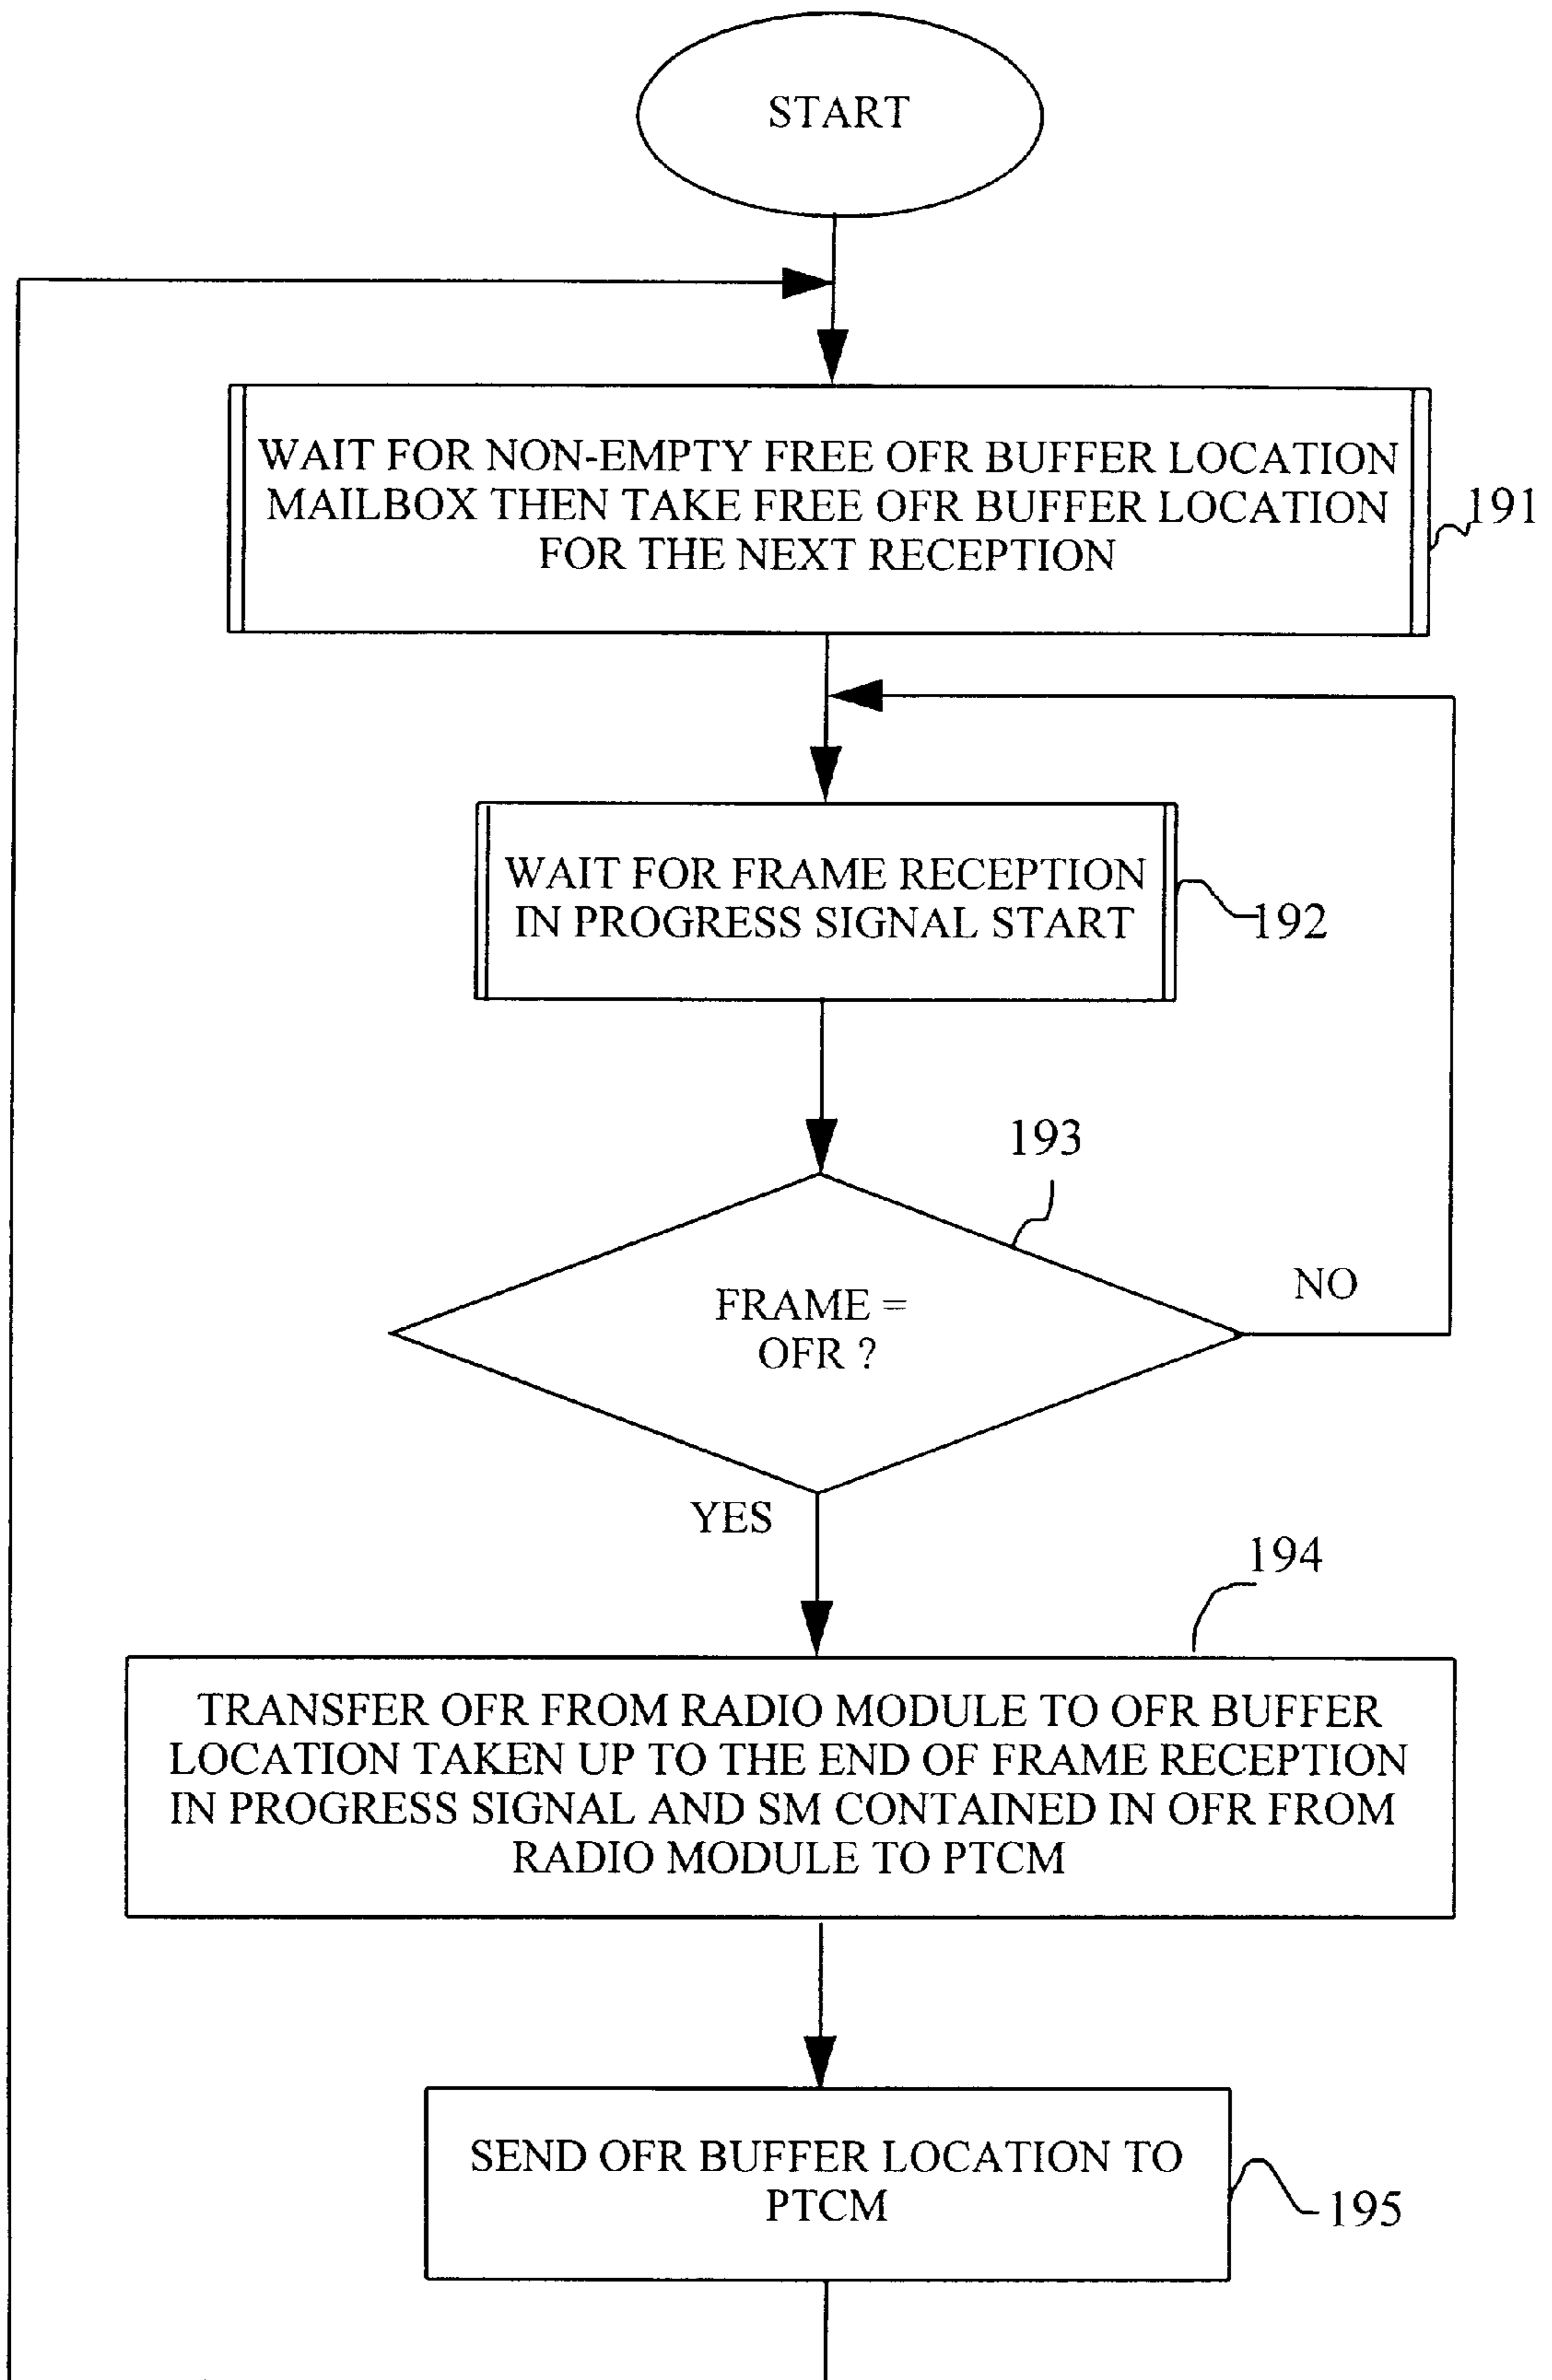 START
WAIT FOR NON-EMPTY FREE OFR BUFFER LOCATION
MAILBOX THEN TAKE FREE OFR BUFFER LOCATION
FOR THE NEXT RECEPTION
191
WAIT FOR FRAME RECEPTION
IN PROGRESS SIGNAL START
192
193
FRAME =
OFR ?
NO
YES
194
TRANSFER OFR FROM RADIO MODULE TO OFR BUFFER
LOCATION TAKEN UP TO THE END OF FRAME RECEPTION
IN PROGRESS SIGNAL AND SM CONTAINED IN OFR FROM
RADIO MODULE TO PTCM
SEND OFR BUFFER LOCATION TO
PTCM
195